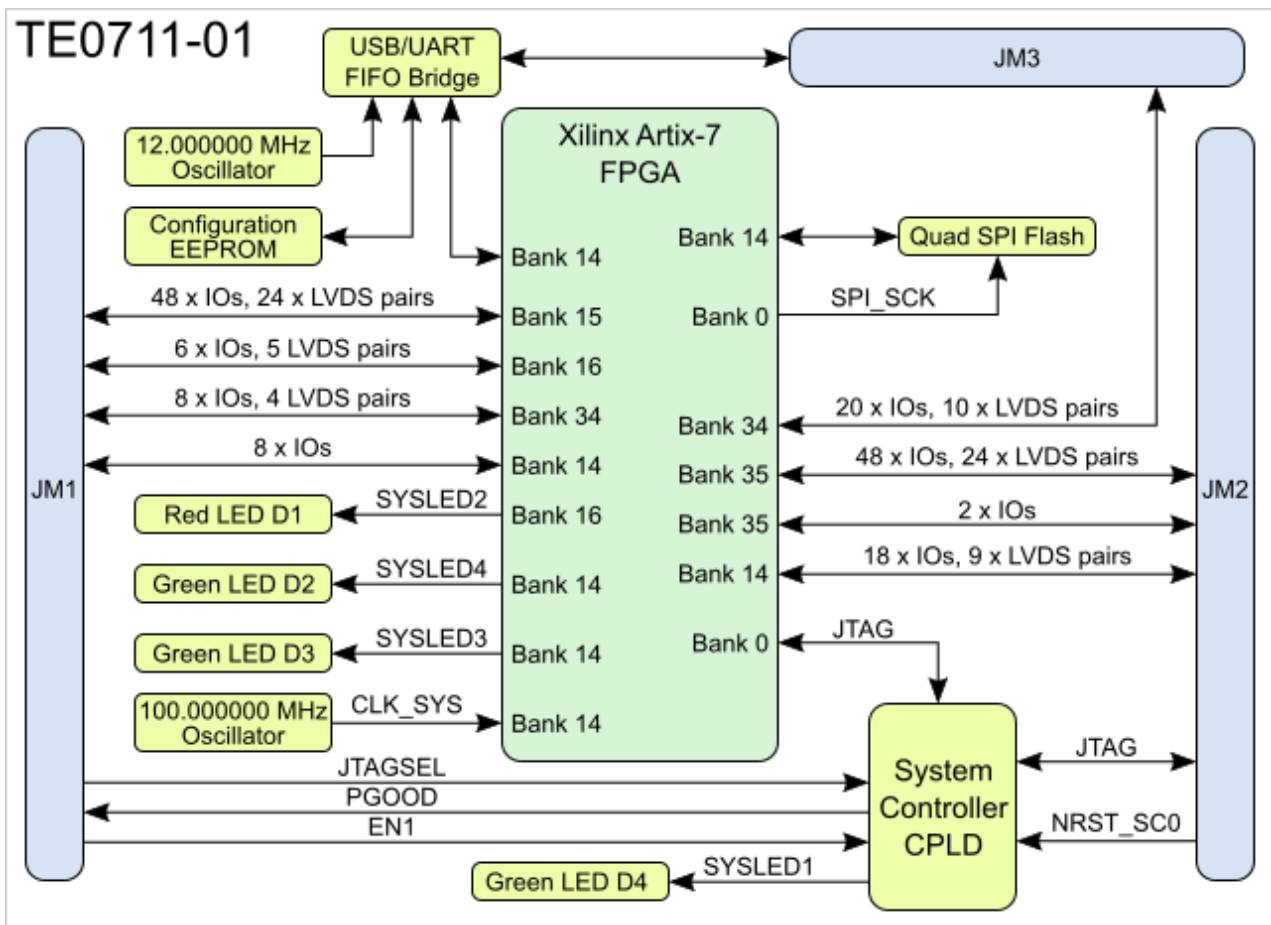 TE0711-01
USB/UART
FIFO Bridge
JM3
12.000000 MHz
Oscillator
Configuration
EEPROM
Xilinx Artix-7
FPGA
Bank 14
Bank 14
Quad SPI Flash
48 x IOs, 24 x LVDS pairs
Bank 15
Bank 0
SPI_SCK
6 x IOs, 5 LVDS pairs
Bank 16
8 x IOs, 4 LVDS pairs
Bank 34
Bank 34
20 x IOs, 10 x LVDS pairs
8 x IOs
Bank 14
Bank 35
48 x IOs, 24 x LVDS pairs
JM1
JM2
Red LED D1
SYSLED2
Bank 16
Bank 35
2 x IOs
Green LED D2
SYSLED4
Bank 14
Bank 14
18 x IOs, 9 x LVDS pairs
Green LED D3
SYSLED3
Bank 14
Bank 0
JTAG
100.000000 MHz
Oscillator
CLK_SYS
Bank 14
JTAGSEL
PGOOD
EN1
System
Controller
CPLD
JTAG
NRST_SC0
Green LED D4
SYSLED1